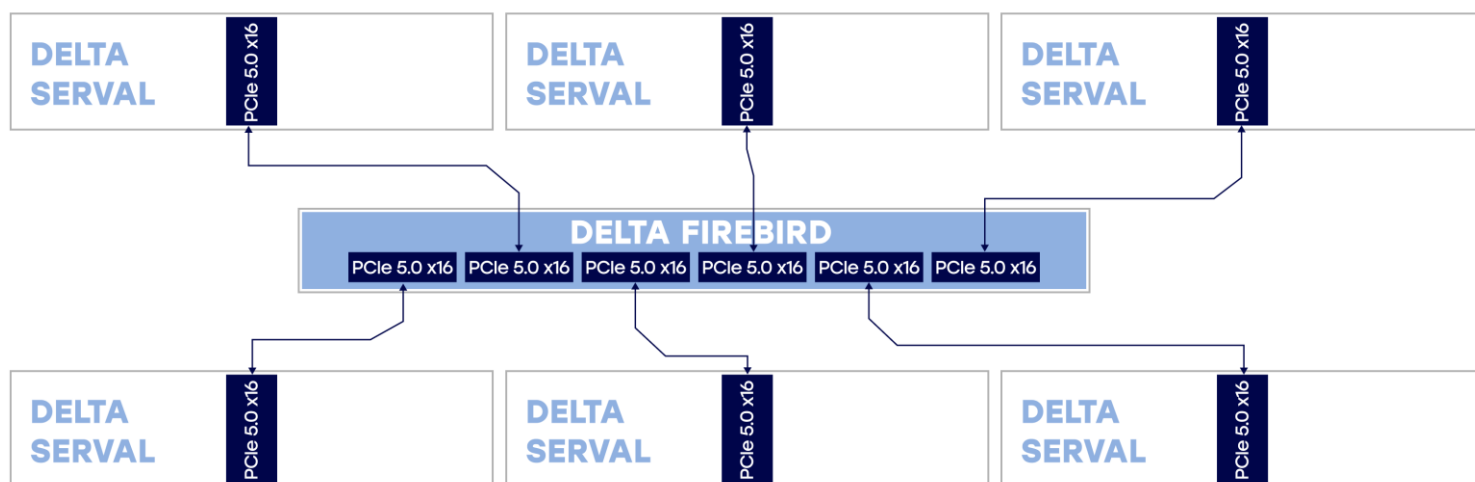 DELTA
SERVAL
PCIe 5.0 x16
DELTA
SERVAL
PCIe 5.0 x16
DELTA
SERVAL
PCIe 5.0 x16
DELTA FIREBIRD
PCIe 5.0 x16 PCIe 5.0 x16 PCIe 5.0 x16 PCIe 5.0 x16 PCIe 5.0 x16 PCIe 5.0 x16
DELTA
SERVAL
PCIe 5.0 x16
DELTA
SERVAL
PCIe 5.0 x16
DELTA
SERVAL
PCIe 5.0 x16